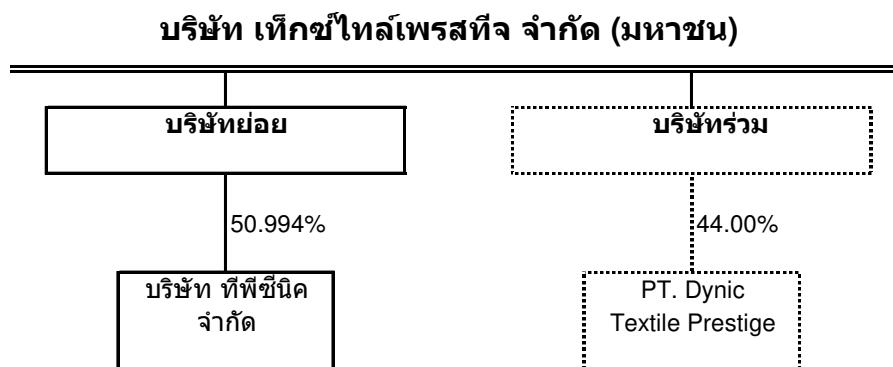 บริษัท เท็กซ์ไทล์เพรสทีจ จำกัด (มหาชน)
บริษัทย่อย
บริษัทร่วม
50.994%
44.00%
บริษัท ทีพีซีนิค
จำกัด
PT. Dynic
Textile Prestige